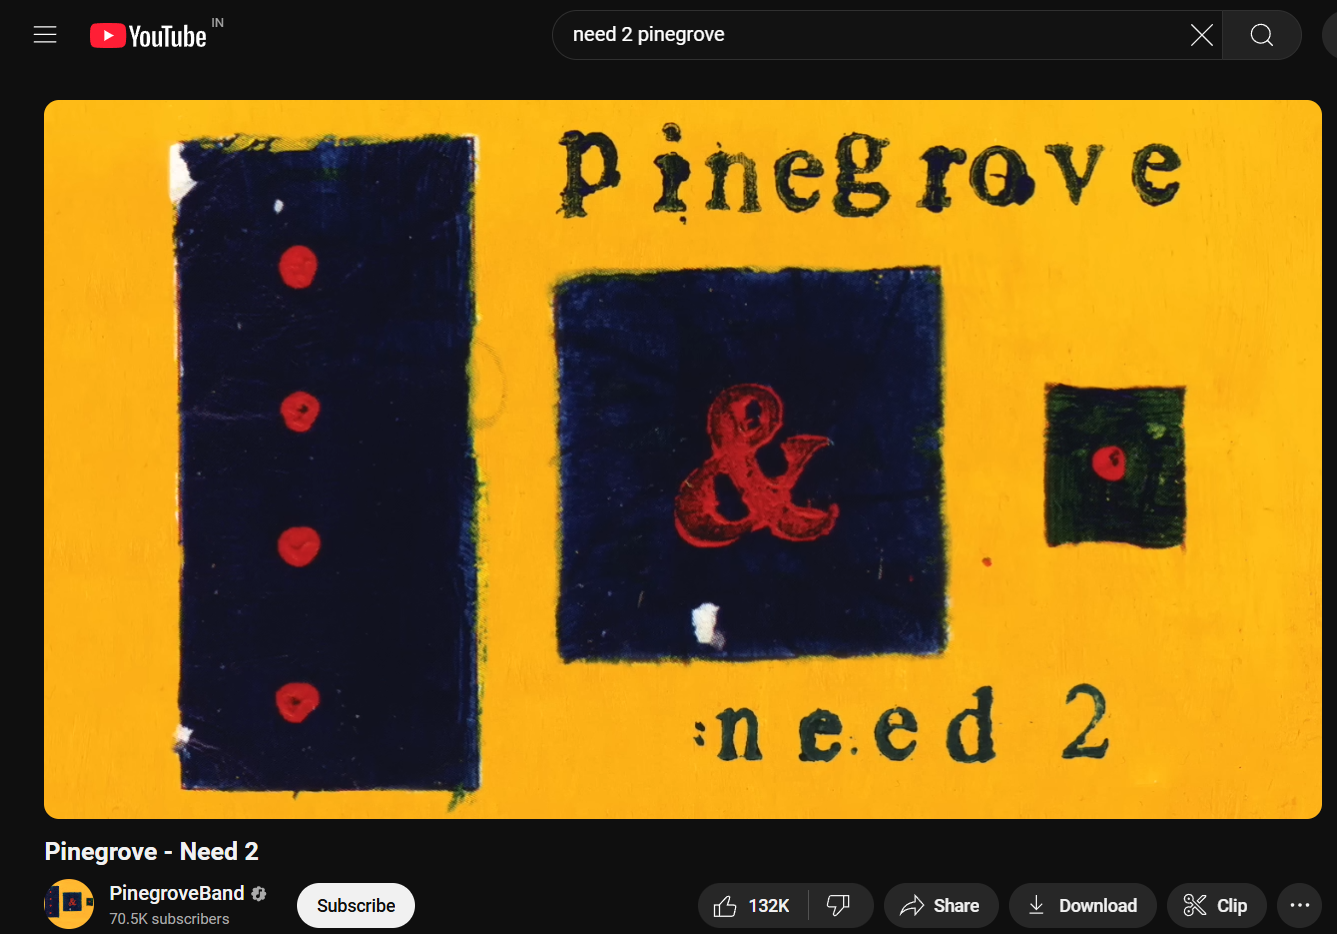 YouTube IN
need 2 pinegrove
pinegrove
&
:need 2
Pinegrove - Need 2
PinegroveBand
70.5K subscribers
Subscribe
132K
Share
Download
Clip